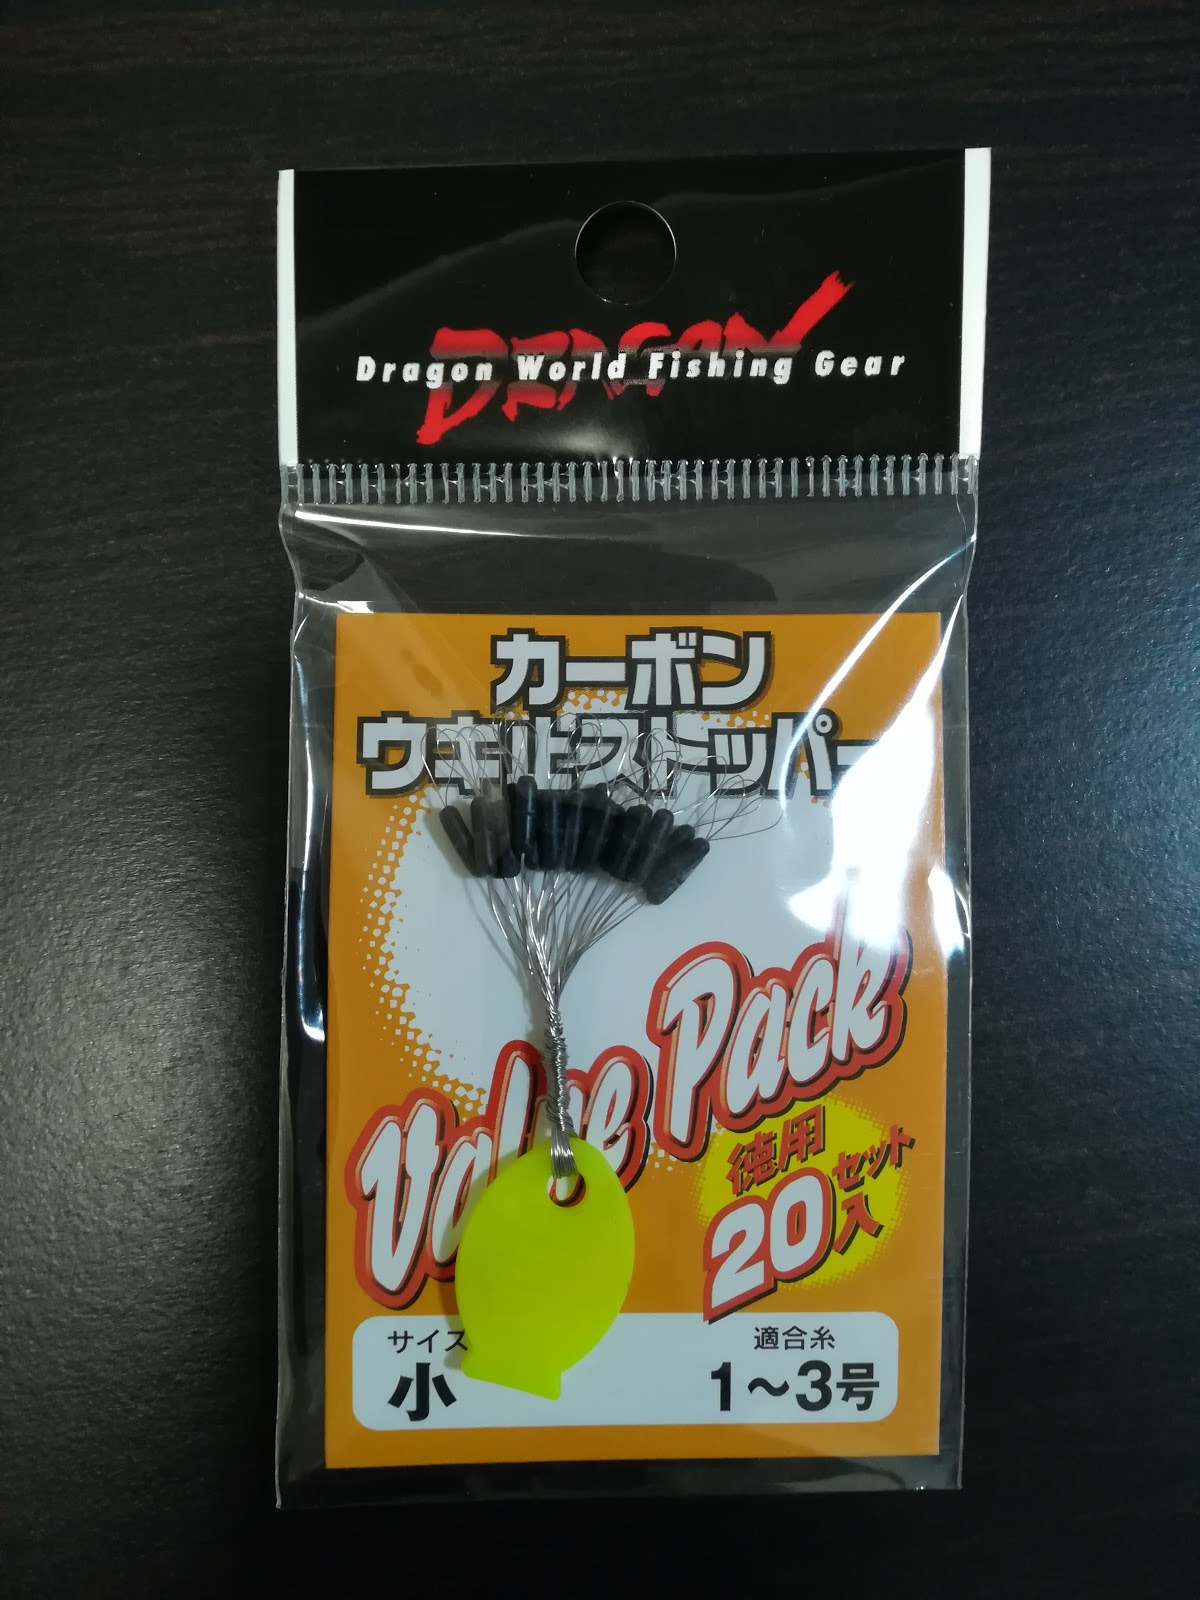 DRAGON
Dragon World Fishing Gear
カーボン
ウキ止ストッパー
Value Pack
徳用
20セット入
サイズ
小
適合糸
1〜3号